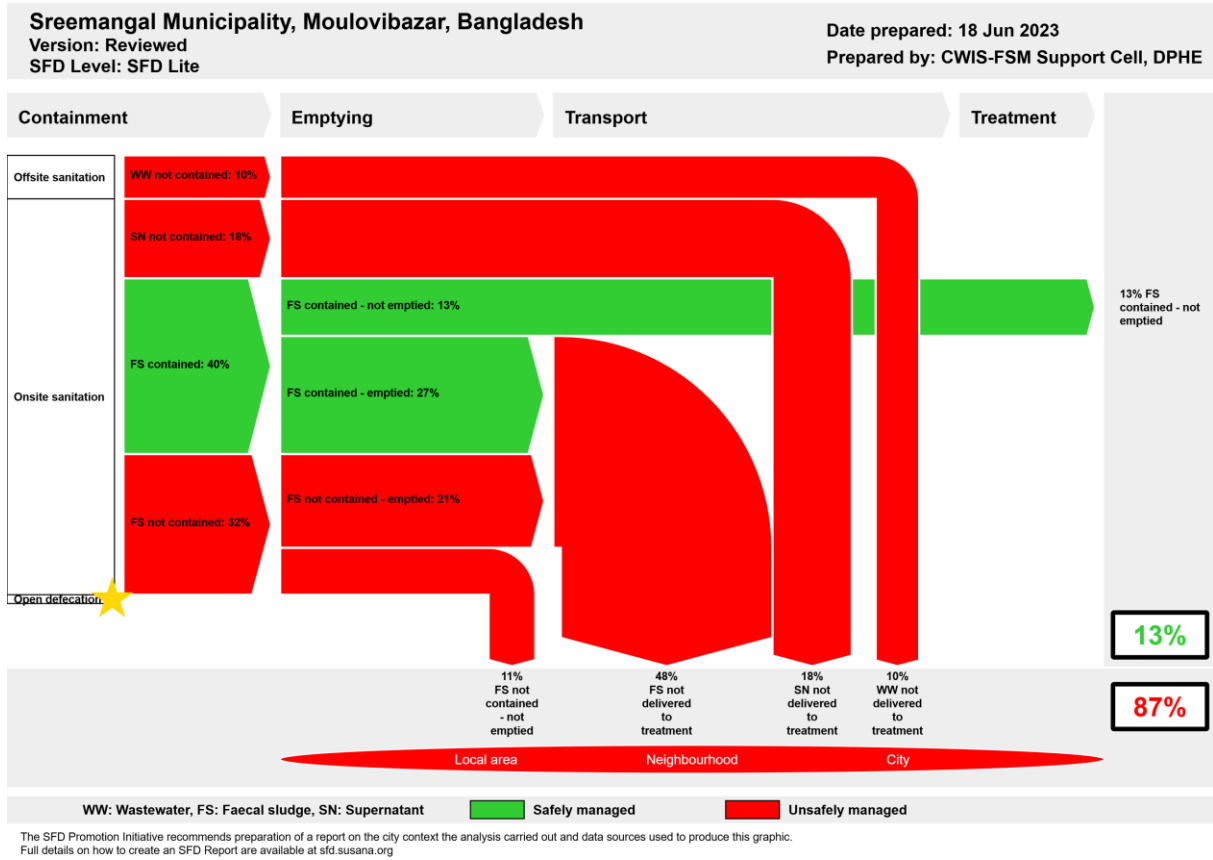 Sreemangal Municipality, Moulovibazar, Bangladesh
Version: Reviewed
SFD Level: SFD Lite
Date prepared: 18 Jun 2023
Prepared by: CWIS-FSM Support Cell, DPHE
Containment
Emptying
Transport
Treatment
Offsite sanitation
WW not contained: 10%
SN not contained: 18%
FS contained - not emptied: 13%
13% FS
contained - not
emptied
FS contained: 40%
Onsite sanitation
FS contained - emptied: 27%
FS not contained - emptied: 21%
FS not contained: 32%
Open defecation
13%
11%
FS not
contained
- not
emptied
48%
FS not
delivered
to
treatment
18%
SN not
delivered
to
treatment
10%
WW not
delivered
to
treatment
87%
Local area
Neighbourhood
City
WW: Wastewater, FS: Faecal sludge, SN: Supernatant
Safely managed
Unsafely managed
The SFD Promotion Initiative recommends preparation of a report on the city context the analysis carried out and data sources used to produce this graphic.
Full details on how to create an SFD Report are available at sfd.susana.org